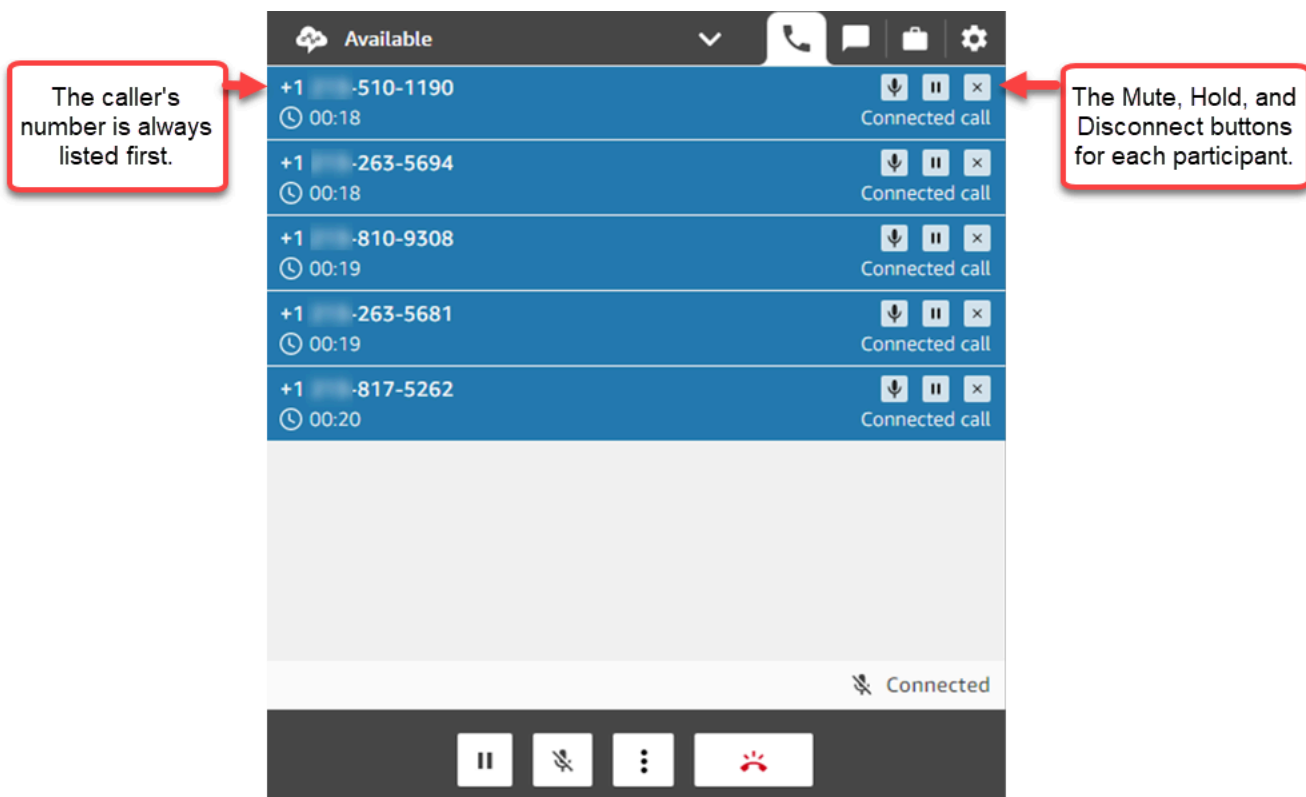 Available
The caller's
number is always
listed first.
+1 -510-1190
00:18
Connected call
The Mute, Hold, and
Disconnect buttons
for each participant.
+1 -263-5694
00:18
Connected call
+1 -810-9308
00:19
Connected call
+1 -263-5681
00:19
Connected call
+1 -817-5262
00:20
Connected call
Connected